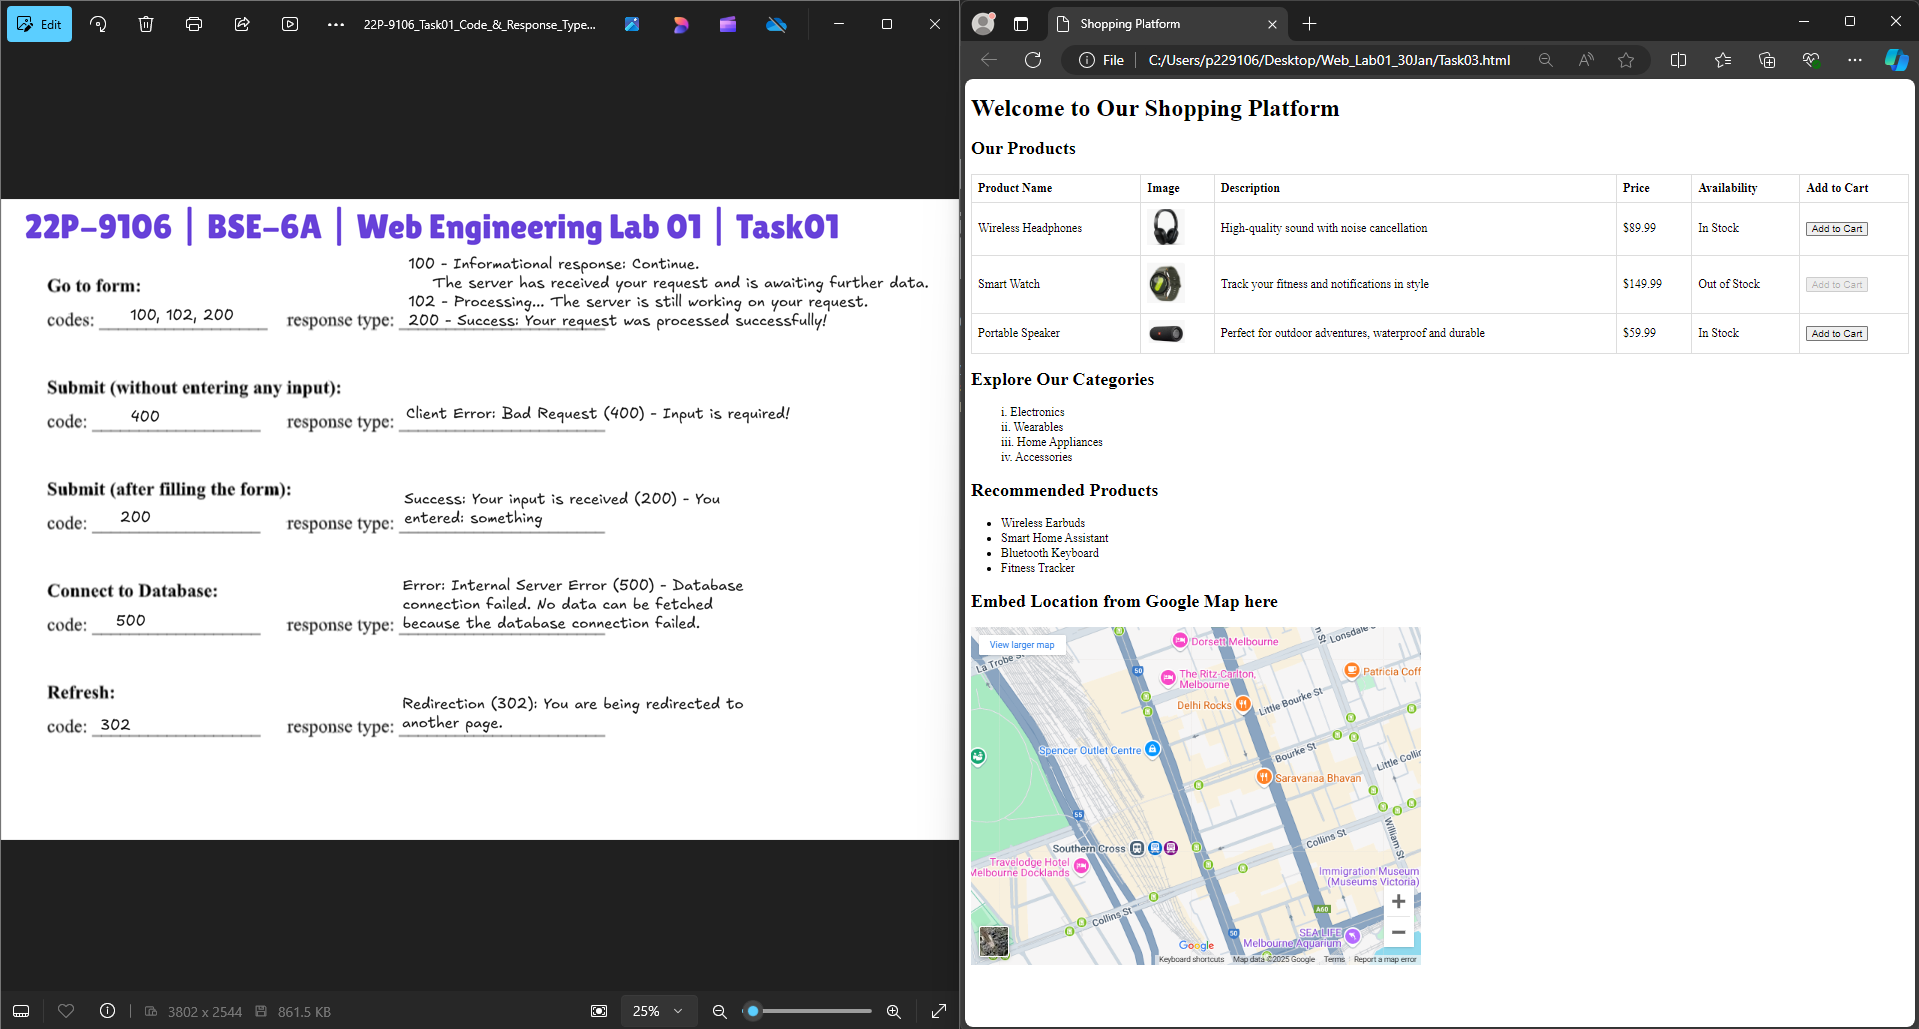 Edit
22P-9106_Task01_Code_&_Response_Type...
22P-9106 | BSE-6A | Web Engineering Lab 01 | Task01
Go to form:
100 - Informational response: Continue.
The server has received your request and is awaiting further data.
102 - Processing... The server is still working on your request.
codes: 100, 102, 200 response type: 200 - Success: Your request was processed successfully!
Submit (without entering any input):
code: 400 response type: Client Error: Bad Request (400) - Input is required!
Submit (after filling the form):
code: 200 response type: Success: Your input is received (200) - You
entered: something
Connect to Database:
code: 500 response type: Error: Internal Server Error (500) - Database
connection failed. No data can be fetched
because the database connection failed.
Refresh:
code: 302 response type: Redirection (302): You are being redirected to
another page.
3802 x 2544 861.5 KB
25%
Shopping Platform
File C:/Users/p229106/Desktop/Web_Lab01_30Jan/Task03.html
Welcome to Our Shopping Platform
Our Products
Product Name Image Description Price Availability Add to Cart
Wireless Headphones High-quality sound with noise cancellation $89.99 In Stock Add to Cart
Smart Watch Track your fitness and notifications in style $149.99 Out of Stock Add to Cart
Portable Speaker Perfect for outdoor adventures, waterproof and durable $59.99 In Stock Add to Cart
Explore Our Categories
i. Electronics
ii. Wearables
iii. Home Appliances
iv. Accessories
Recommended Products
Wireless Earbuds
Smart Home Assistant
Bluetooth Keyboard
Fitness Tracker
Embed Location from Google Map here
View larger map
Dorsett Melbourne
Lonsdale
La Trobe St
The Ritz-Carlton,
Melbourne
Patricia Coff
Delhi Rocks
Little Bourke St
Spencer Outlet Centre
Bourke St
Little Collin
Saravanaa Bhavan
William St
Collins St
Southern Cross
Travelodge Hotel
Melbourne Docklands
Immigration Museum
(Museums Victoria)
Collins St
SEA LIFE
Melbourne Aquarium
50
55
A60
50
Google
Keyboard shortcuts Map data ©2025 Google Terms Report a map error